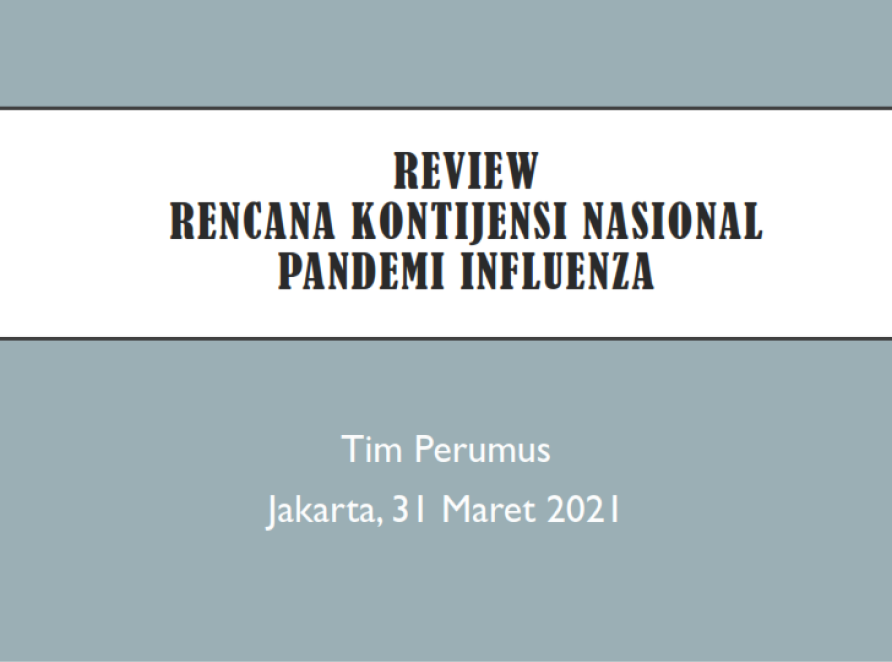 REVIEW
RENCANA KONTIJENSI NASIONAL
PANDEMI INFLUENZA
Tim Perumus
Jakarta, 31 Maret 2021